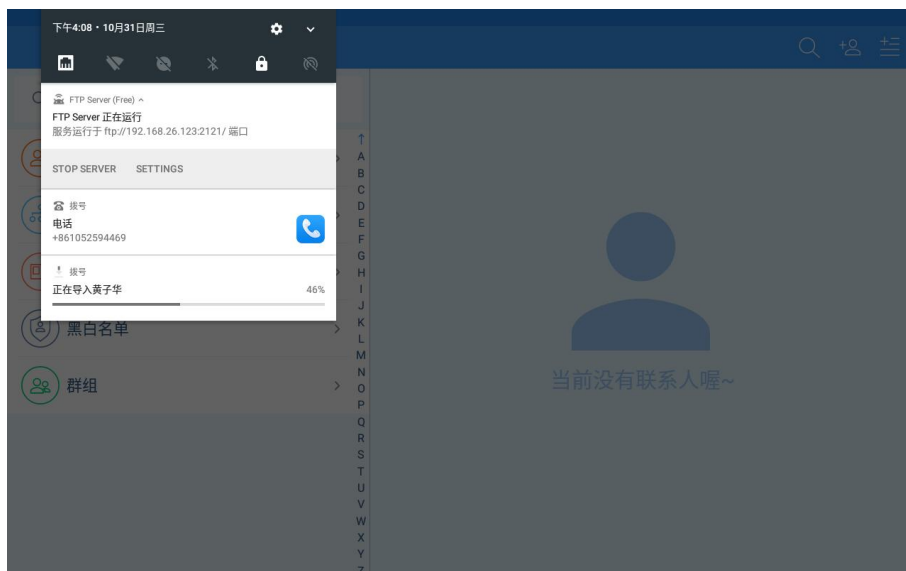 下午4:08 • 10月31日周三
FTP Server (Free)
FTP Server 正在运行
服务运行于 ftp://192.168.26.123:2121/ 端口
STOP SERVER SETTINGS
拨号
电话
+861052594469
拨号
正在导入黄子华 46%
黑白名单
群组
↑
A
B
C
D
E
F
G
H
I
J
K
L
M
N
O
P
Q
R
S
T
U
V
W
X
Y
Z
当前没有联系人喔~